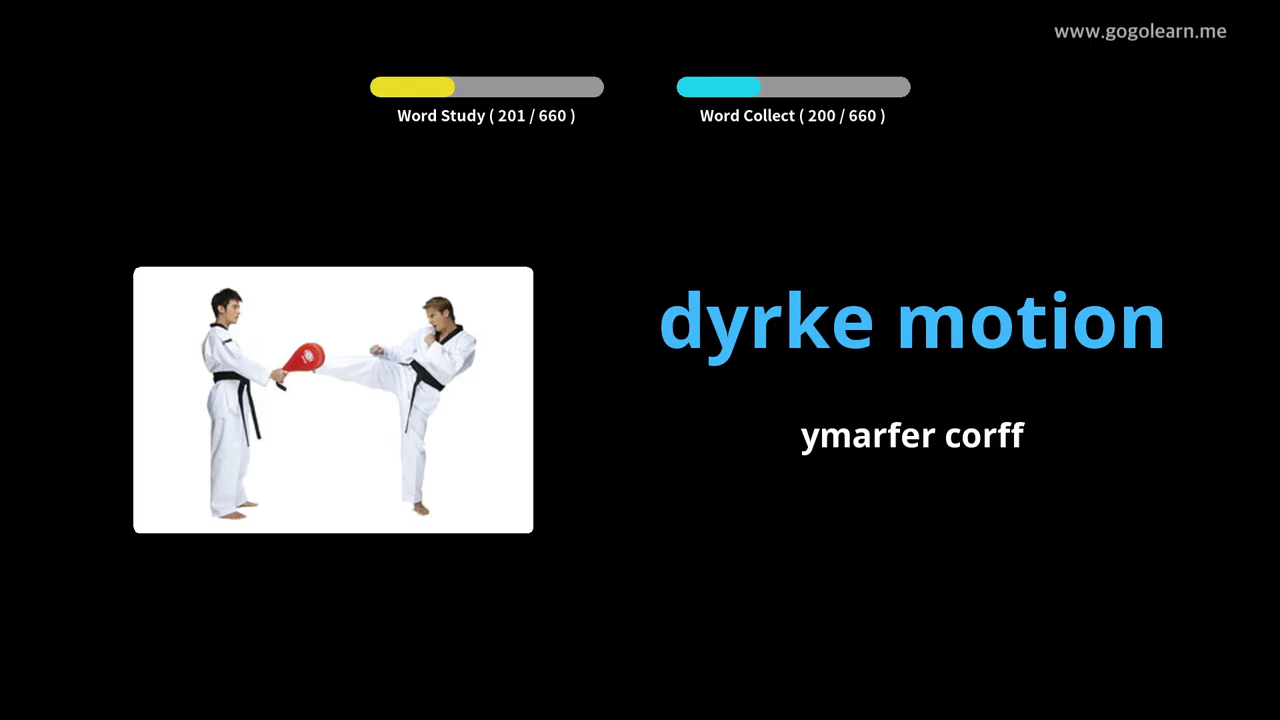 www.gogolearn.me
Word Study ( 201 / 660 )
Word Collect ( 200 / 660 )
dyrke motion
ymarfer corff